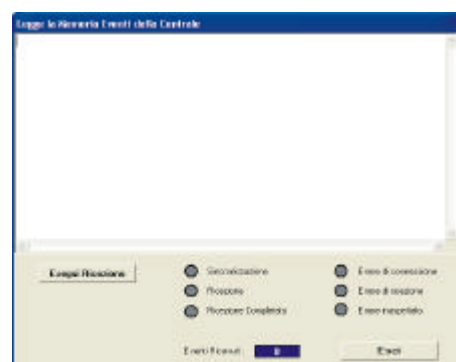 Legge la Memoria Eventi della Centrale
Esegui Ricezione
Sincronizzazione
Ricezione
Ricezione Completata
Errore di connessione
Errore di ricezione
Errore inaspettato
Eventi Ricevuti
0
Esci